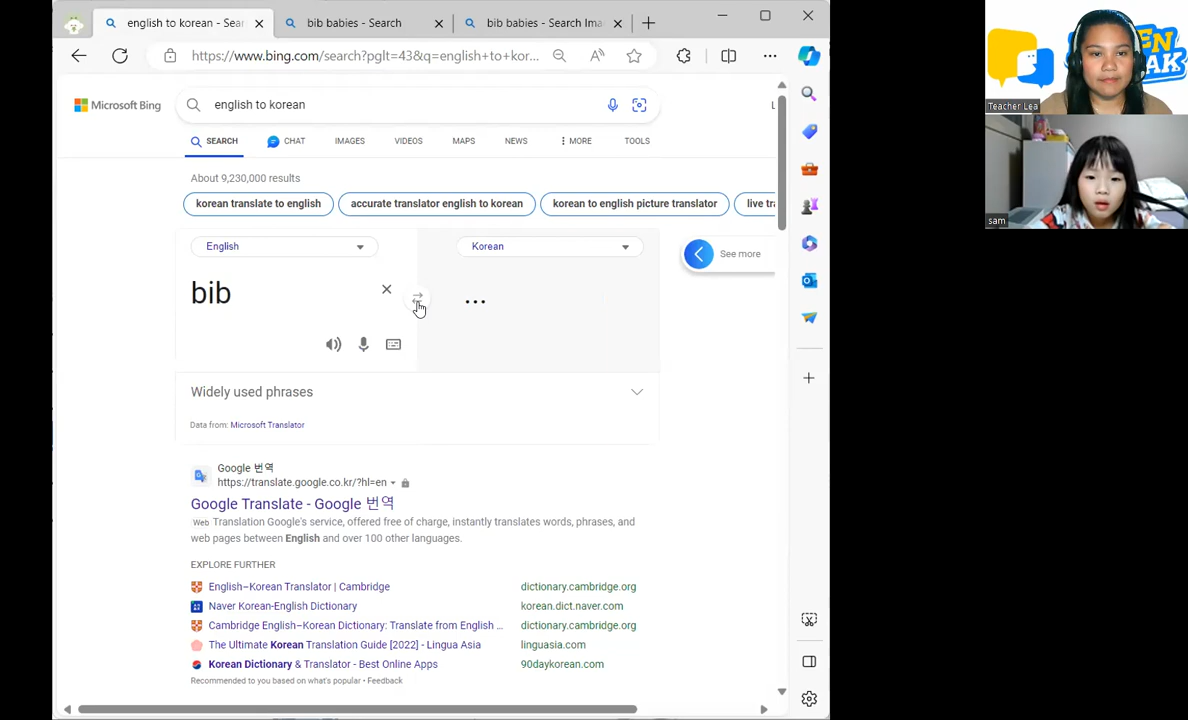 english to korean - Sear
bib babies - Search
bib babies - Search Ima
https://www.bing.com/search?pglt=43&q=english+to+kor...
Microsoft Bing
english to korean
SEARCH
CHAT
IMAGES
VIDEOS
MAPS
NEWS
MORE
TOOLS
About 9,230,000 results
korean translate to english
accurate translator english to korean
korean to english picture translator
live tra
English
Korean
See more
bib
...
Widely used phrases
Data from: Microsoft Translator
Google 번역
https://translate.google.co.kr/?hl=en
Google Translate - Google 번역
Web Translation Google's service, offered free of charge, instantly translates words, phrases, and
web pages between English and over 100 other languages.
EXPLORE FURTHER
English–Korean Translator | Cambridge dictionary.cambridge.org
Naver Korean-English Dictionary korean.dict.naver.com
Cambridge English–Korean Dictionary: Translate from English ... dictionary.cambridge.org
The Ultimate Korean Translation Guide [2022] - Lingua Asia linguasia.com
Korean Dictionary & Translator - Best Online Apps 90daykorean.com
Recommended to you based on what's popular • Feedback
Teacher Lea
sam